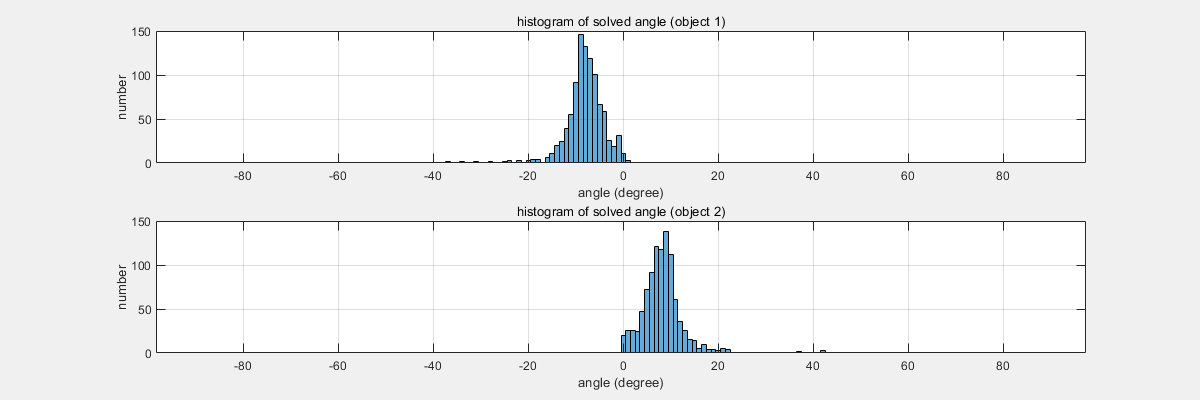 histogram of solved angle (object 1)
150
100
50
0
number
-80 -60 -40 -20 0 20 40 60 80
angle (degree)
histogram of solved angle (object 2)
150
100
50
0
number
-80 -60 -40 -20 0 20 40 60 80
angle (degree)